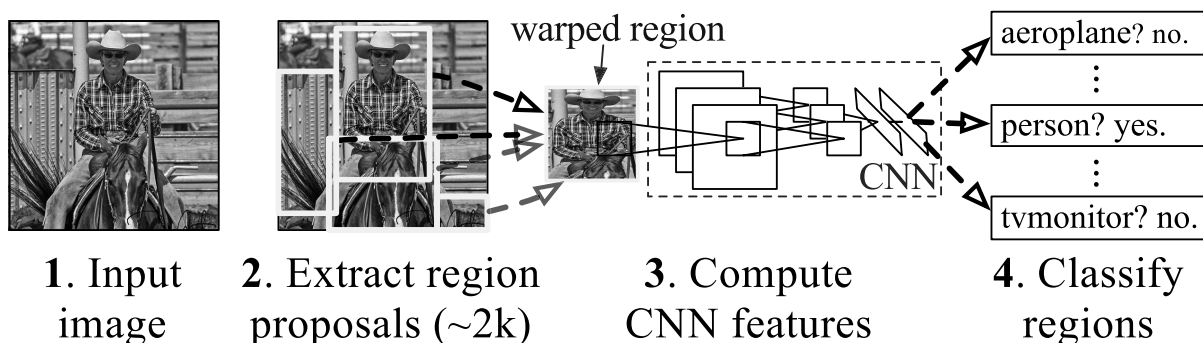 warped region
aeroplane? no.
⋮
person? yes.
⋮
tvmonitor? no.
CNN
1. Input
image
2. Extract region
proposals (~2k)
3. Compute
CNN features
4. Classify
regions